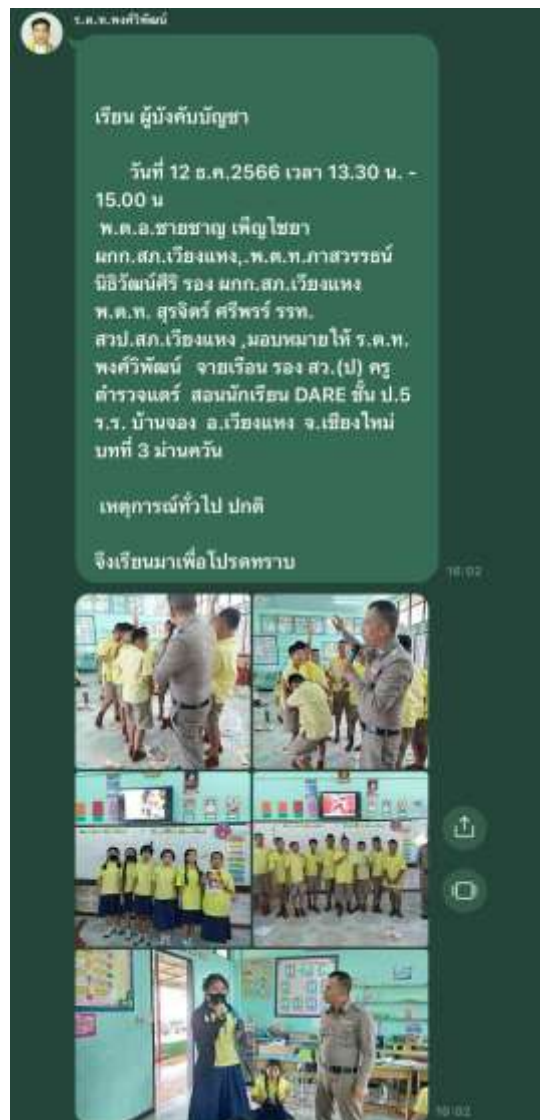 ร.ต.ท.พงศ์วิพัฒน์
เรียน ผู้บังคับบัญชา
วันที่ 12 ธ.ค.2566 เวลา 13.30 น. -
15.00 น
พ.ต.อ.ชายชาญ เพ็ญไชยา
ผกก.สภ.เวียงแหง,.พ.ต.ท.ภาสวรรธน์
นิธิวัฒน์ศิริ รอง ผกก.สภ.เวียงแหง
พ.ต.ท. สุรจิตร์ ศรีพรร์ รรท.
สวป.สภ.เวียงแหง ,มอบหมายให้ ร.ต.ท.
พงศ์วิพัฒน์ จายเรือน รอง สว.(ป) ครู
ตำรวจแดร์ สอนนักเรียน DARE ชั้น ป.5
ร.ร. บ้านจอง อ.เวียงแหง จ.เชียงใหม่
บทที่ 3 ม่านควัน
เหตุการณ์ทั่วไป ปกติ
จึงเรียนมาเพื่อโปรดทราบ
16:02
16:02